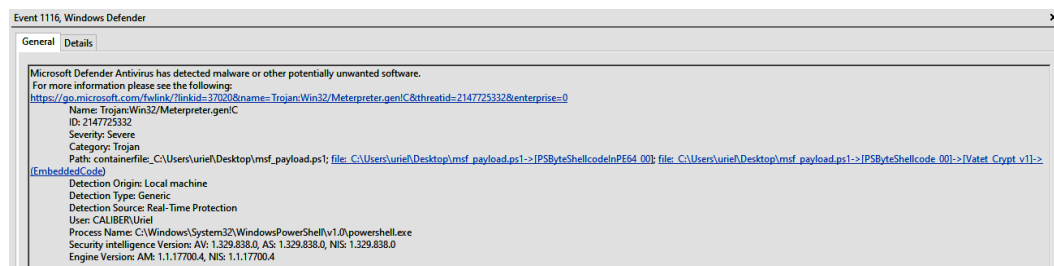 Event 1116, Windows Defender
General Details
Microsoft Defender Antivirus has detected malware or other potentially unwanted software.
For more information please see the following:
https://go.microsoft.com/fwlink/?linkid=37020&name=Trojan:Win32/Meterpreter.gen!C&threatid=2147725332&enterprise=0
Name: Trojan:Win32/Meterpreter.gen!C
ID: 2147725332
Severity: Severe
Category: Trojan
Path: containerfile:_C:\Users\uriel\Desktop\msf_payload.ps1; file:_C:\Users\uriel\Desktop\msf_payload.ps1->[PSByteShellcodeInPE64_00]; file:_C:\Users\uriel\Desktop\msf_payload.ps1->[PSByteShellcode_00]->[Vatet_Crypt_v1]->
(EmbeddedCode)
Detection Origin: Local machine
Detection Type: Generic
Detection Source: Real-Time Protection
User: CALIBER\Uriel
Process Name: C:\Windows\System32\WindowsPowerShell\v1.0\powershell.exe
Security intelligence Version: AV: 1.329.838.0, AS: 1.329.838.0, NIS: 1.329.838.0
Engine Version: AM: 1.1.17700.4, NIS: 1.1.17700.4